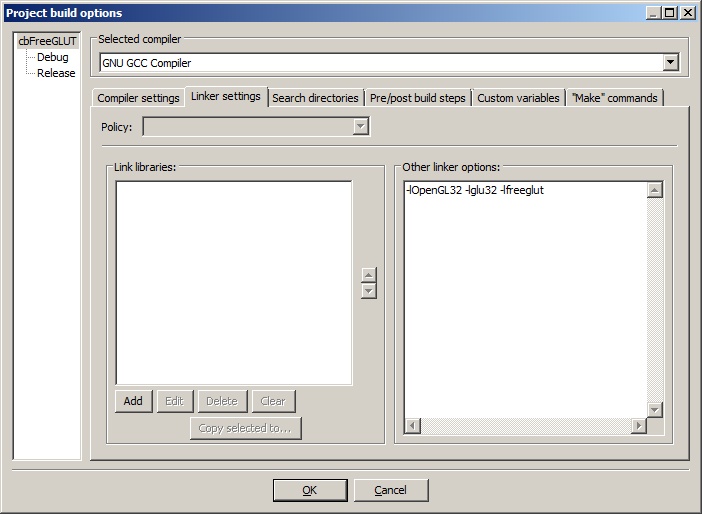 Project build options
cbFreeGLUT
Debug
Release
Selected compiler
GNU GCC Compiler
Compiler settings
Linker settings
Search directories
Pre/post build steps
Custom variables
"Make" commands
Policy:
Link libraries:
Add
Edit
Delete
Clear
Copy selected to...
Other linker options:
-lOpenGL32 -lglu32 -lfreeglut
OK
Cancel